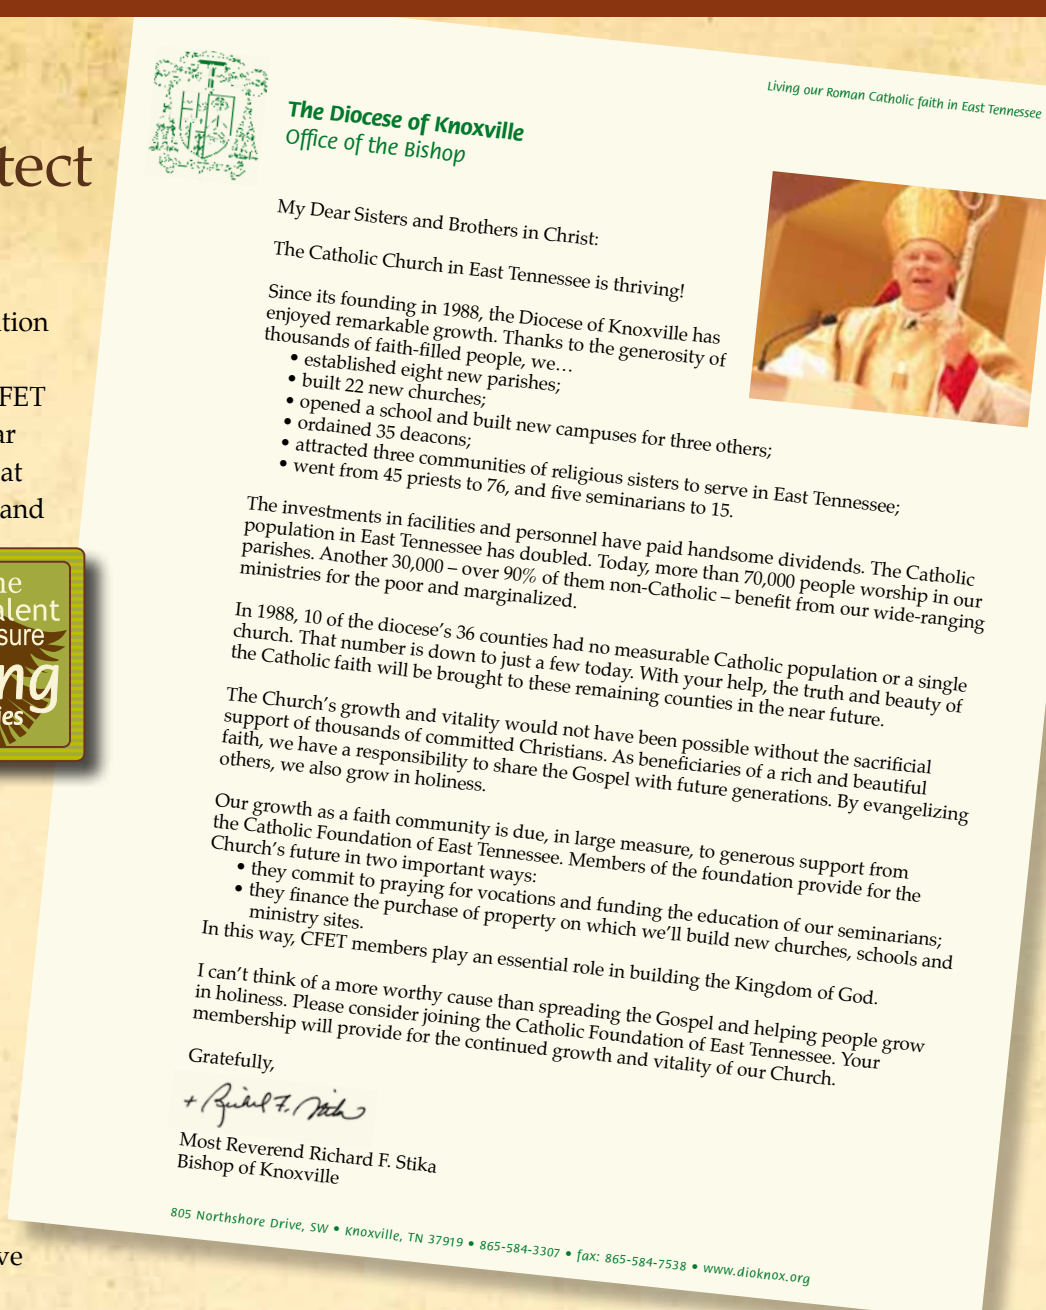 tect
tion
FET
ar
at
and
ne
alent
sure
ng
ies
ve
Living our Roman Catholic faith in East Tennessee
The Diocese of Knoxville
Office of the Bishop
My Dear Sisters and Brothers in Christ:
The Catholic Church in East Tennessee is thriving!
Since its founding in 1988, the Diocese of Knoxville has
enjoyed remarkable growth. Thanks to the generosity of
thousands of faith-filled people, we…
• established eight new parishes;
• built 22 new churches;
• opened a school and built new campuses for three others;
• ordained 35 deacons;
• attracted three communities of religious sisters to serve in East Tennessee;
• went from 45 priests to 76, and five seminarians to 15.
The investments in facilities and personnel have paid handsome dividends. The Catholic
population in East Tennessee has doubled. Today, more than 70,000 people worship in our
parishes. Another 30,000 – over 90% of them non-Catholic – benefit from our wide-ranging
ministries for the poor and marginalized.
In 1988, 10 of the diocese's 36 counties had no measurable Catholic population or a single
church. That number is down to just a few today. With your help, the truth and beauty of
the Catholic faith will be brought to these remaining counties in the near future.
The Church's growth and vitality would not have been possible without the sacrificial
support of thousands of committed Christians. As beneficiaries of a rich and beautiful
faith, we have a responsibility to share the Gospel with future generations. By evangelizing
others, we also grow in holiness.
Our growth as a faith community is due, in large measure, to generous support from
the Catholic Foundation of East Tennessee. Members of the foundation provide for the
Church's future in two important ways:
• they commit to praying for vocations and funding the education of our seminarians;
• they finance the purchase of property on which we'll build new churches, schools and
ministry sites.
In this way, CFET members play an essential role in building the Kingdom of God.
I can't think of a more worthy cause than spreading the Gospel and helping people grow
in holiness. Please consider joining the Catholic Foundation of East Tennessee. Your
membership will provide for the continued growth and vitality of our Church.
Gratefully,
+ Richard F. Stika
Most Reverend Richard F. Stika
Bishop of Knoxville
805 Northshore Drive, SW • Knoxville, TN 37919 • 865-584-3307 • fax: 865-584-7538 • www.dioknox.org